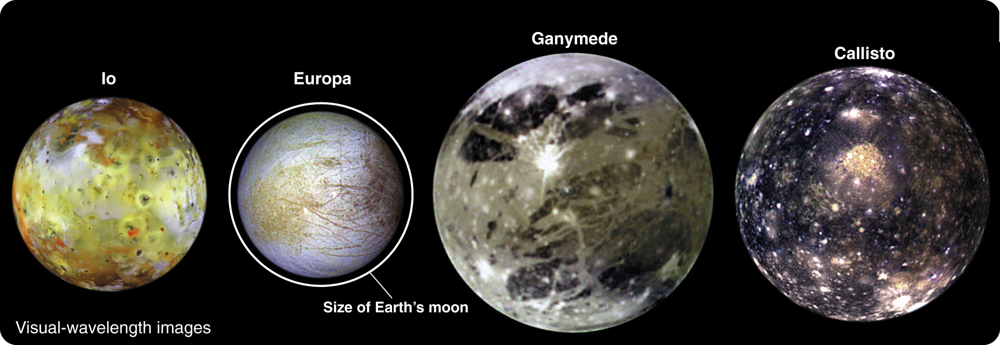 Io
Europa
Ganymede
Callisto
Size of Earth's moon
Visual-wavelength images